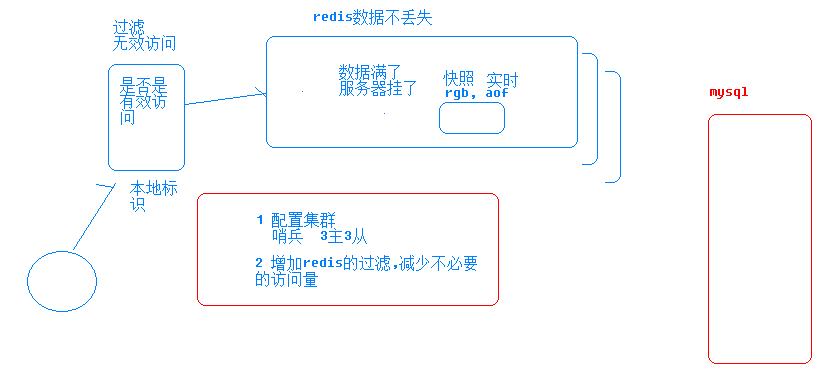 redis数据不丢失
过滤
无效访问
是否是
有效访
问
数据满了
服务器挂了
快照 实时
rgb, aof
mysql
本地标
识
1 配置集群
哨兵 3主3从
2 增加redis的过滤,减少不必要
的访问量